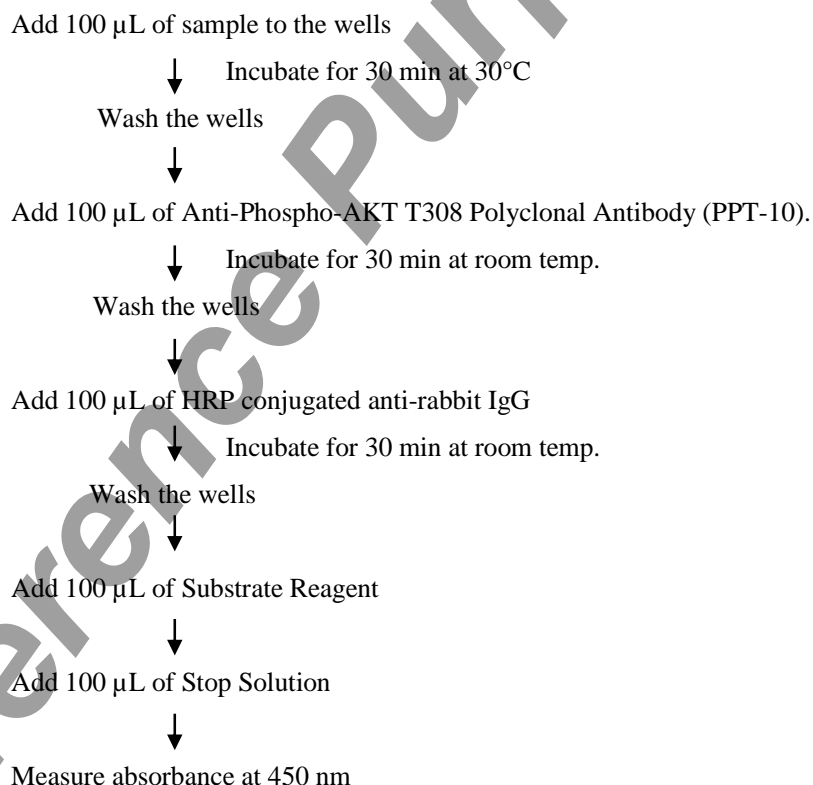 Add 100 µL of sample to the wells
Incubate for 30 min at 30°C
Wash the wells
Add 100 µL of Anti-Phospho-AKT T308 Polyclonal Antibody (PPT-10).
Incubate for 30 min at room temp.
Wash the wells
Add 100 µL of HRP conjugated anti-rabbit IgG
Incubate for 30 min at room temp.
Wash the wells
Add 100 µL of Substrate Reagent
Add 100 µL of Stop Solution
Measure absorbance at 450 nm
erence Pur